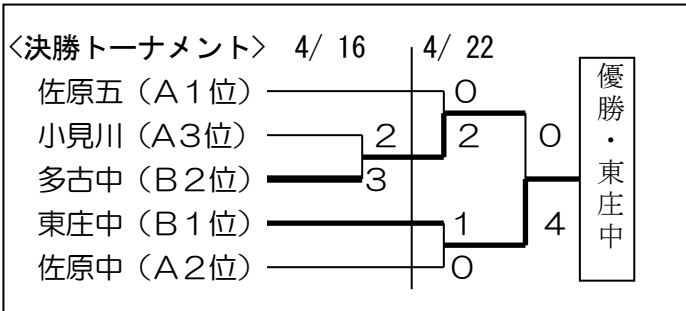 <決勝トーナメント> 4/ 16 4/ 22
佐原五（Ａ１位） 0
小見川（Ａ３位） 2 2 0
多古中（Ｂ２位） 3
東庄中（Ｂ１位） 1 4
佐原中（Ａ２位） 0
優勝・東庄中